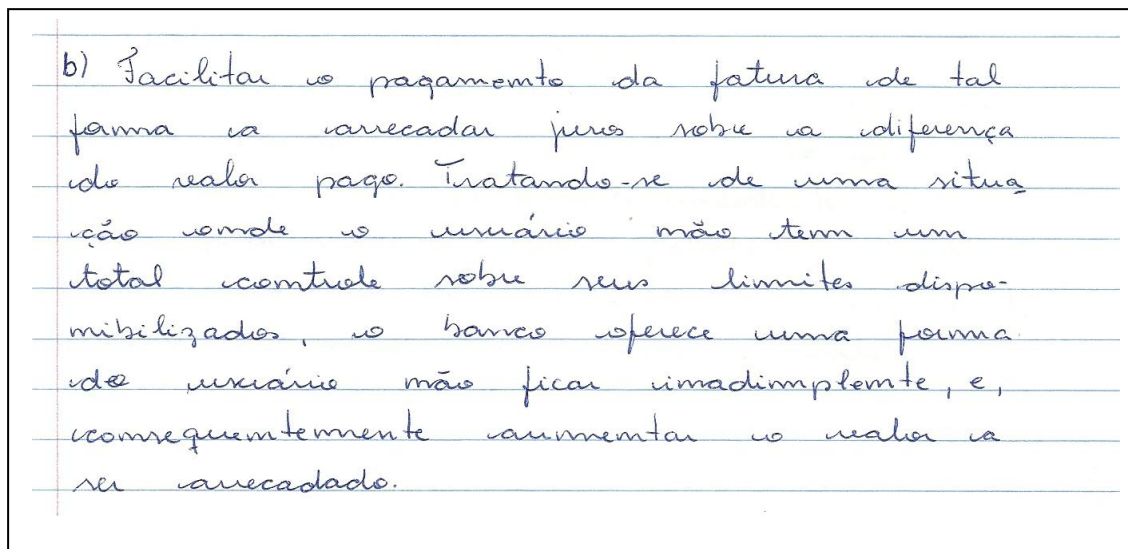 b) Facilitar o pagamento da fatura de tal
forma a arrecadar juros sobre a diferença
do valor pago. Tratando-se de uma situa
ção onde o usuário não tem um
total controle sobre seus limites dispo-
nibilizados, o banco oferece uma forma
do usuário não ficar inadimplente, e,
consequentemente aumentar o valor a
ser arrecadado.